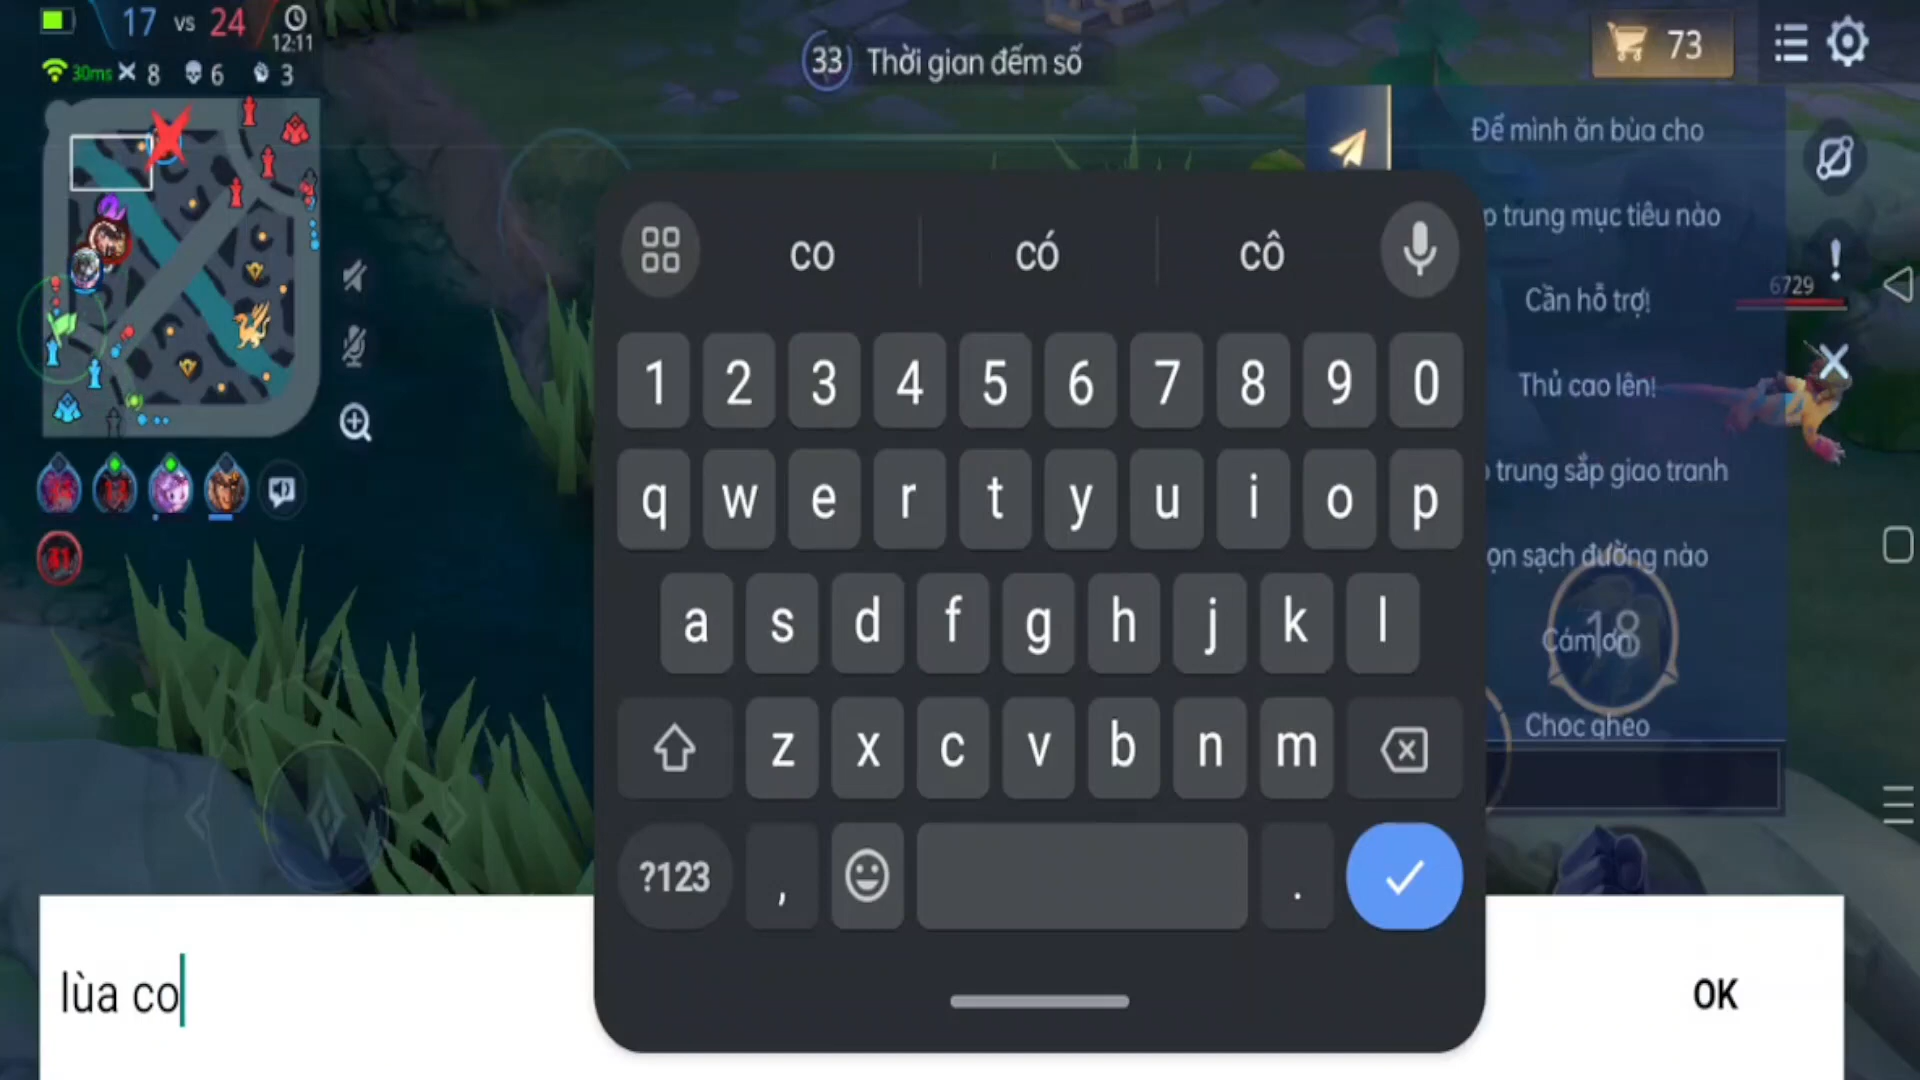 17 vs 24
12:11
30ms 8 6 3
33 Thời gian đếm số
73
Để mình ăn bùa cho
p trung mục tiêu nào
6729
Cần hỗ trợ!
Thủ cao lên!
trung sắp giao tranh
ọn sạch đường nào
18
Cám ơn
Chọc ghẹo
co có cô
1 2 3 4 5 6 7 8 9 0
q w e r t y u i o p
a s d f g h j k l
z x c v b n m
?123 , .
lùa co
OK